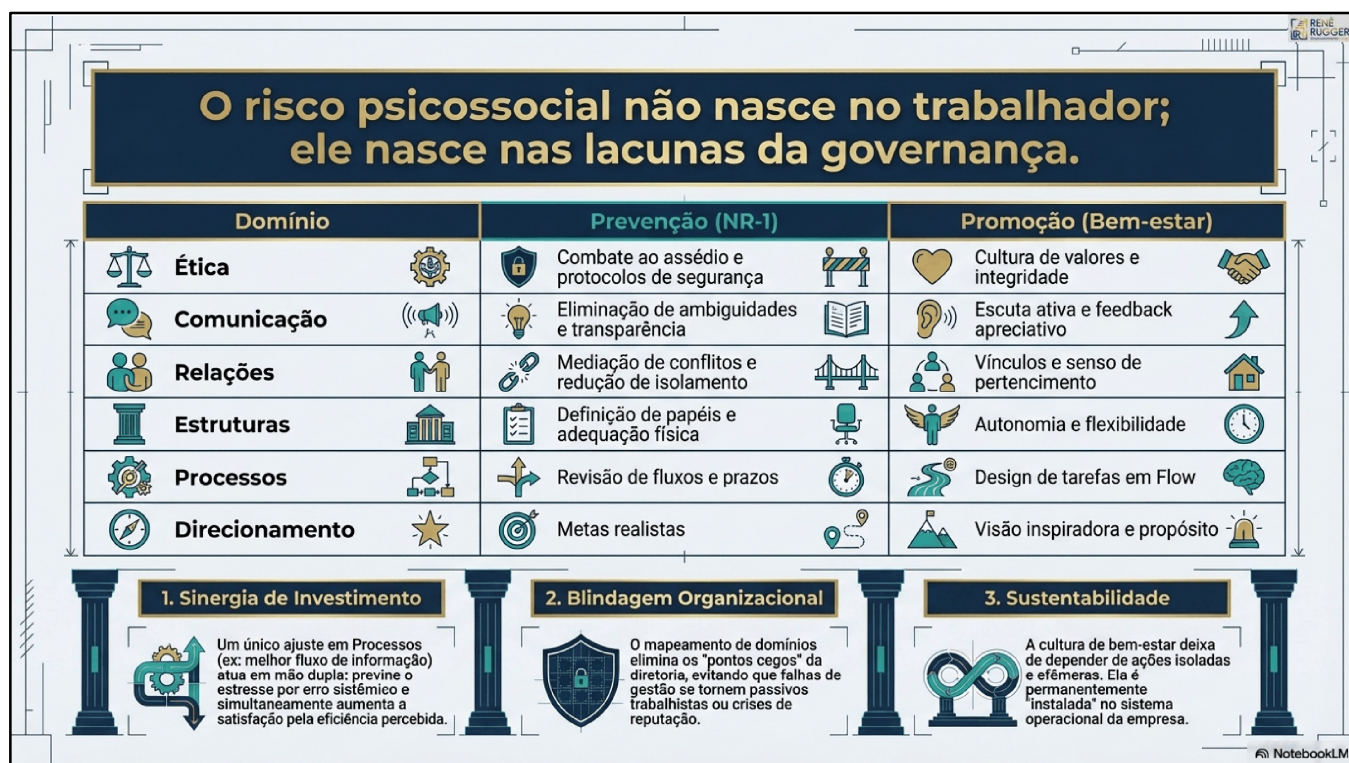 RENÊ
RUGGERI
O risco psicossocial não nasce no trabalhador;
ele nasce nas lacunas da governança.
Domínio
Prevenção (NR-1)
Promoção (Bem-estar)
Ética
Combate ao assédio e
protocolos de segurança
Cultura de valores e
integridade
Comunicação
Eliminação de ambiguidades
e transparência
Escuta ativa e feedback
apreciativo
Relações
Mediação de conflitos e
redução de isolamento
Vínculos e senso de
pertencimento
Estruturas
Definição de papéis e
adequação física
Autonomia e flexibilidade
Processos
Revisão de fluxos e prazos
Design de tarefas em Flow
Direcionamento
Metas realistas
Visão inspiradora e propósito
1. Sinergia de Investimento
Um único ajuste em Processos
(ex: melhor fluxo de informação)
atua em mão dupla: previne o
estresse por erro sistêmico e
simultaneamente aumenta a
satisfação pela eficiência percebida.
2. Blindagem Organizacional
O mapeamento de domínios
elimina os "pontos cegos" da
diretoria, evitando que falhas de
gestão se tornem passivos
trabalhistas ou crises de
reputação.
3. Sustentabilidade
A cultura de bem-estar deixa
de depender de ações isoladas
e efêmeras. Ela é
permanentemente
"instalada" no sistema
operacional da empresa.
NotebookLM